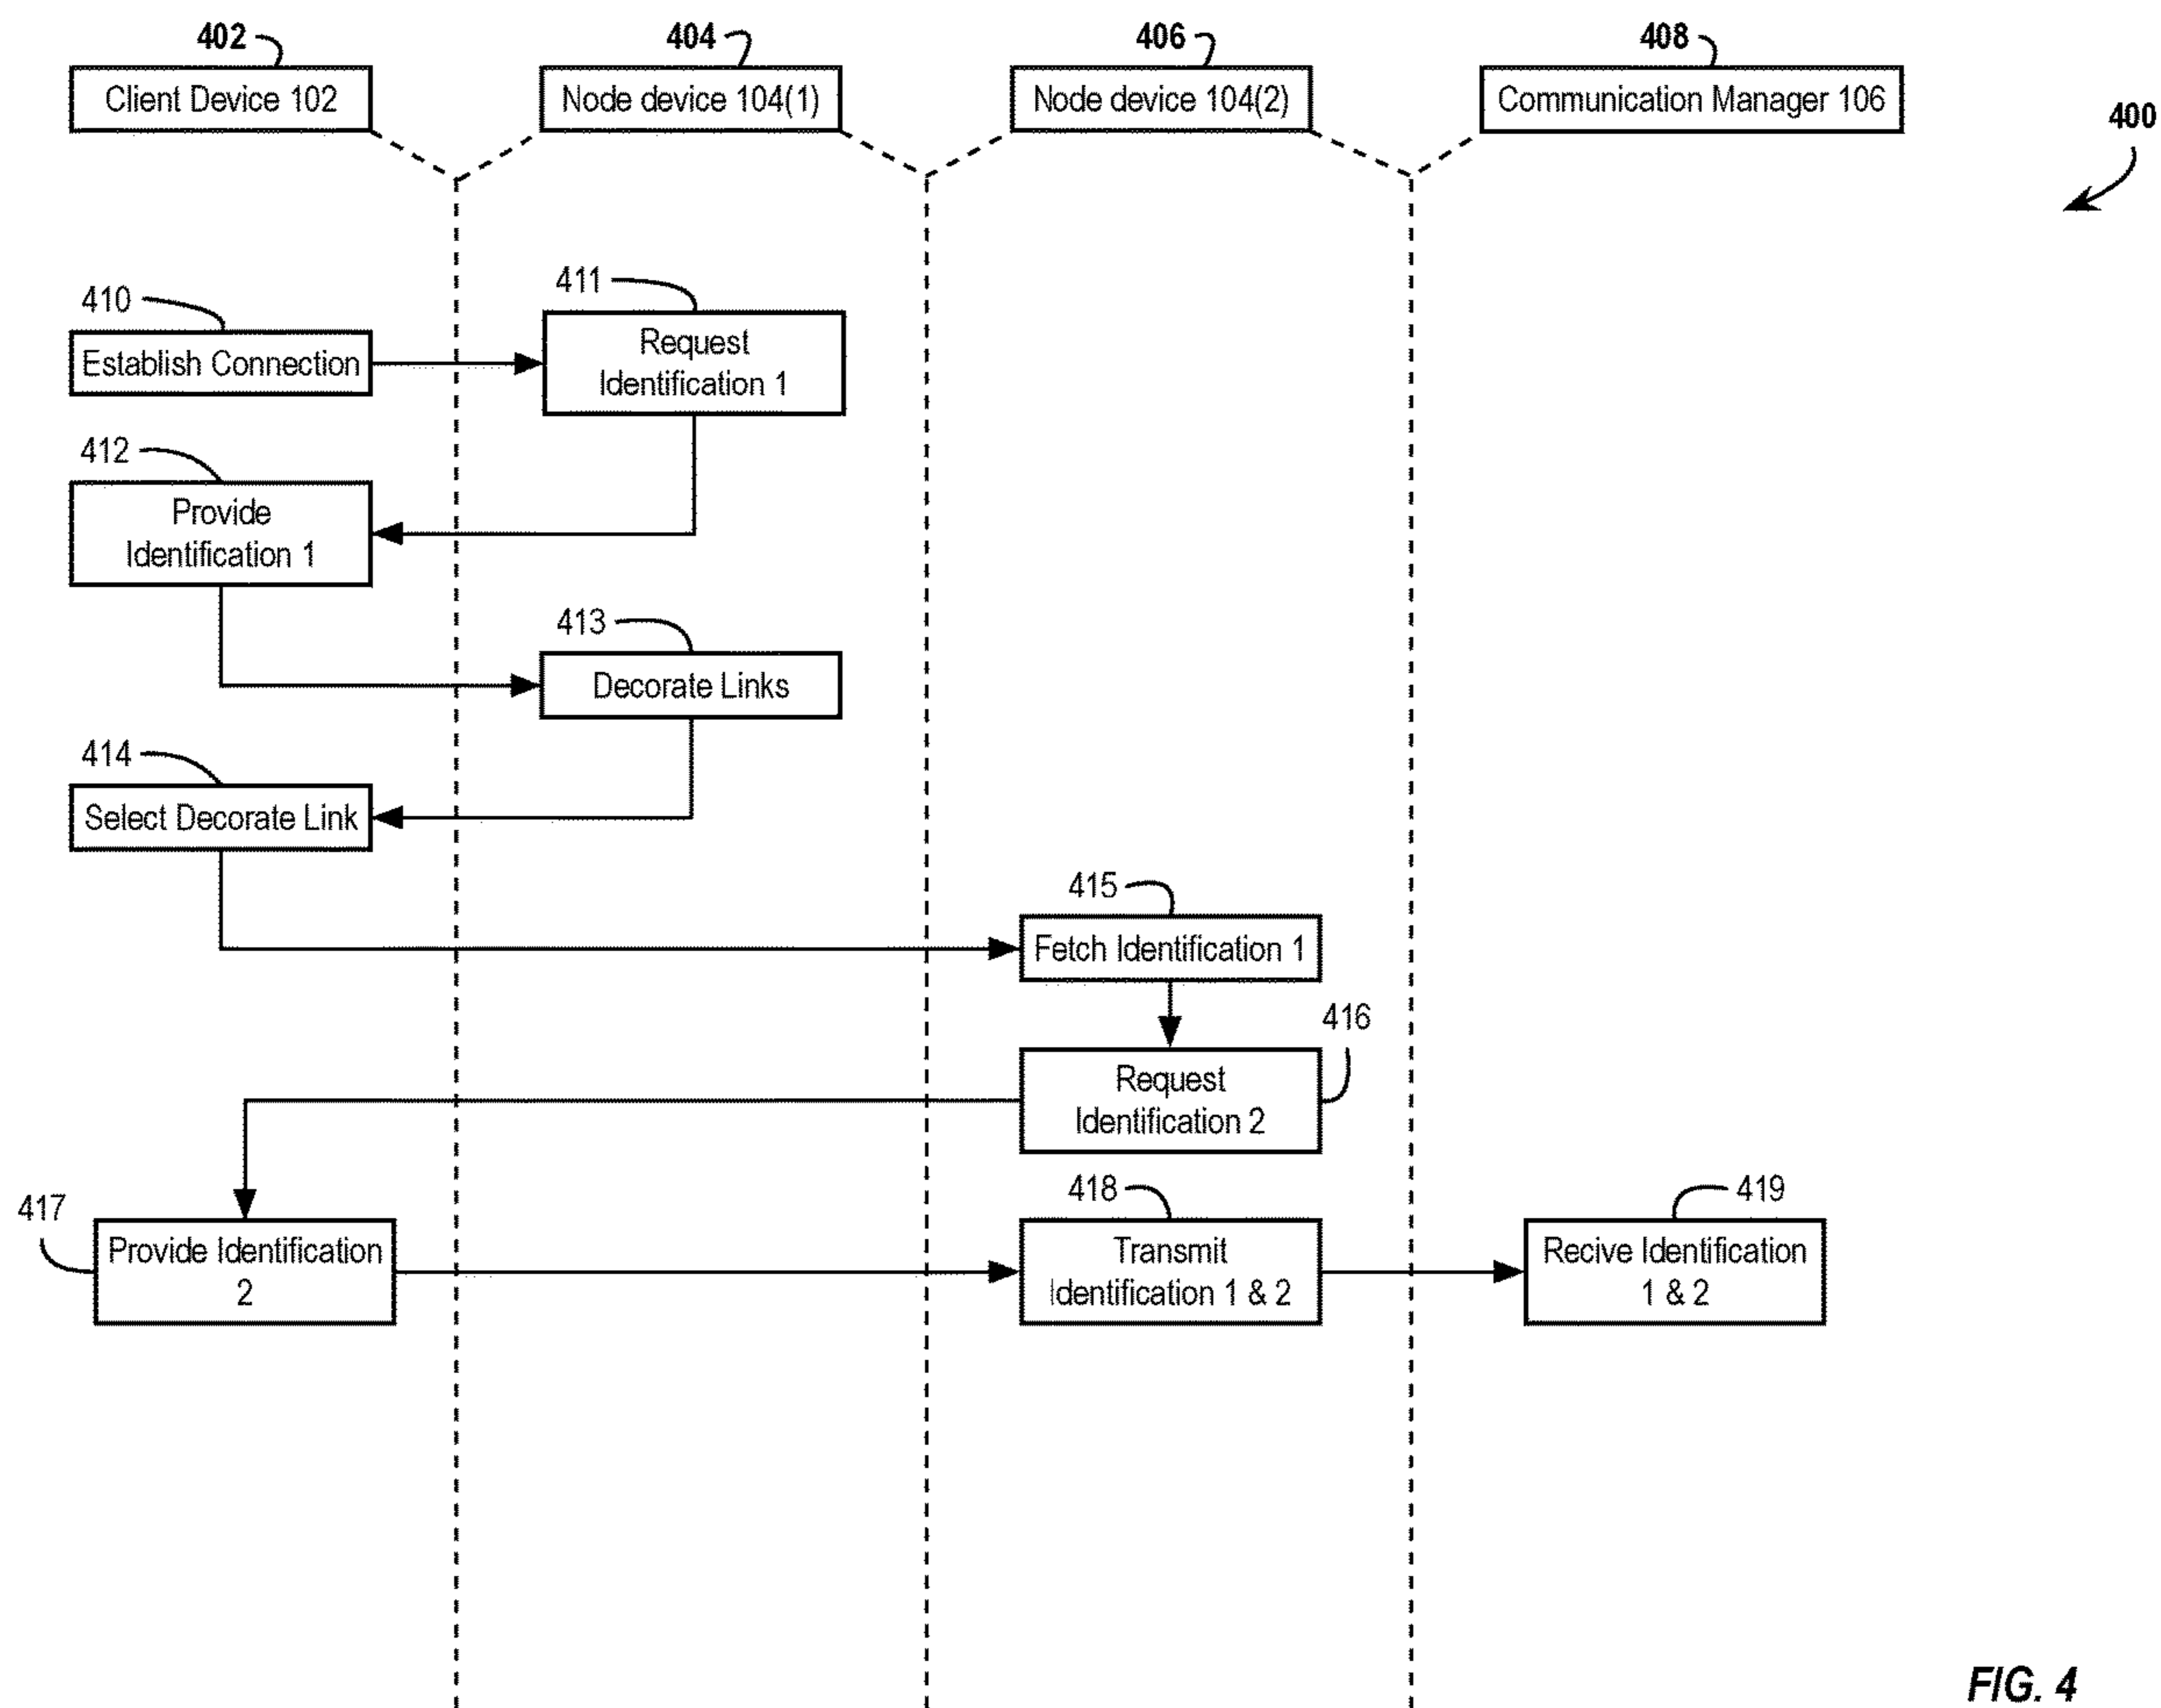 402
404
406
408
Client Device 102
Node device 104(1)
Node device 104(2)
Communication Manager 106
400
410
Establish Connection
411
Request
Identification 1
412
Provide
Identification 1
413
Decorate Links
414
Select Decorate Link
415
Fetch Identification 1
416
Request
Identification 2
417
Provide Identification
2
418
Transmit
Identification 1 & 2
419
Recive Identification
1 & 2
FIG. 4